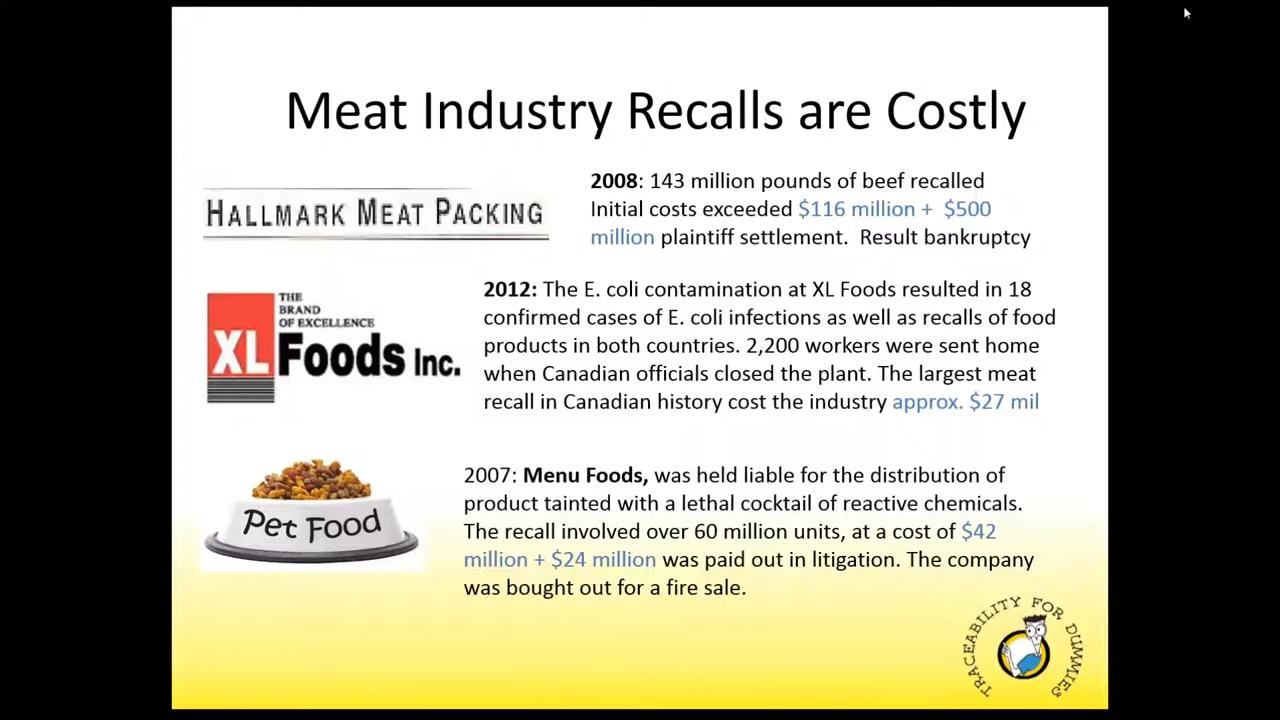 Meat Industry Recalls are Costly
HALLMARK MEAT PACKING
2008: 143 million pounds of beef recalled
Initial costs exceeded $116 million + $500
million plaintiff settlement. Result bankruptcy
THE
BRAND
OF EXCELLENCE
XL Foods Inc.
2012: The E. coli contamination at XL Foods resulted in 18
confirmed cases of E. coli infections as well as recalls of food
products in both countries. 2,200 workers were sent home
when Canadian officials closed the plant. The largest meat
recall in Canadian history cost the industry approx. $27 mil
Pet Food
2007: Menu Foods, was held liable for the distribution of
product tainted with a lethal cocktail of reactive chemicals.
The recall involved over 60 million units, at a cost of $42
million + $24 million was paid out in litigation. The company
was bought out for a fire sale.
TRACEABILITY FOR DUMMIES